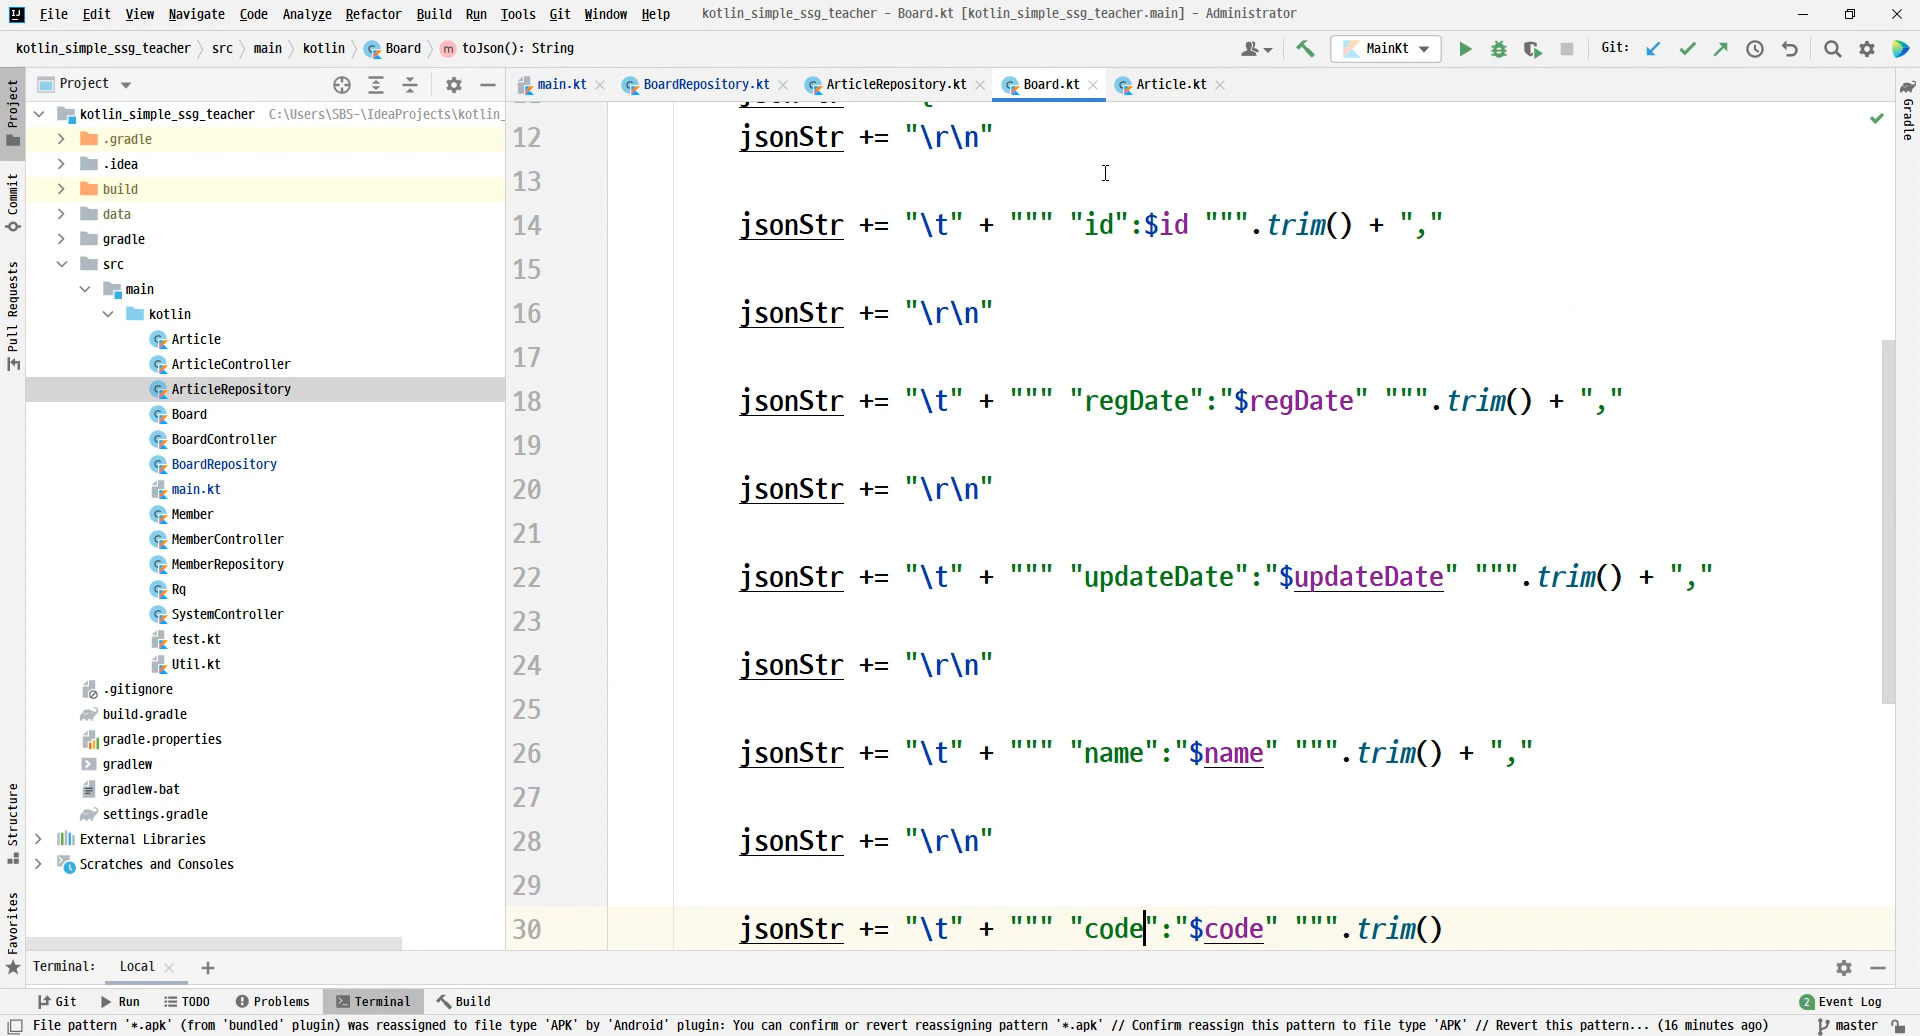 File Edit View Navigate Code Analyze Refactor Build Run Tools Git Window Help kotlin_simple_ssg_teacher - Board.kt [kotlin_simple_ssg_teacher.main] - Administrator
kotlin_simple_ssg_teacher src main kotlin Board m toJson(): String MainKt Git:
Project
main.kt BoardRepository.kt ArticleRepository.kt Board.kt Article.kt
kotlin_simple_ssg_teacher C:\Users\SBS-\IdeaProjects\kotlin_
.gradle
.idea
build
data
gradle
src
main
kotlin
Article
ArticleController
ArticleRepository
Board
BoardController
BoardRepository
main.kt
Member
MemberController
MemberRepository
Rq
SystemController
test.kt
Util.kt
.gitignore
build.gradle
gradle.properties
gradlew
gradlew.bat
settings.gradle
External Libraries
Scratches and Consoles
12 jsonStr += "\r\n"
13
14 jsonStr += "\t" + """ "id":$id """.trim() + ","
15
16 jsonStr += "\r\n"
17
18 jsonStr += "\t" + """ "regDate":"$regDate" """.trim() + ","
19
20 jsonStr += "\r\n"
21
22 jsonStr += "\t" + """ "updateDate":"$updateDate" """.trim() + ","
23
24 jsonStr += "\r\n"
25
26 jsonStr += "\t" + """ "name":"$name" """.trim() + ","
27
28 jsonStr += "\r\n"
29
30 jsonStr += "\t" + """ "code":"$code" """.trim()
Project
Commit
Pull Requests
Structure
Favorites
Gradle
Terminal: Local
Git Run TODO Problems Terminal Build 2 Event Log
File pattern '*.apk' (from 'bundled' plugin) was reassigned to file type 'APK' by 'Android' plugin: You can confirm or revert reassigning pattern '*.apk' // Confirm reassign this pattern to file type 'APK' // Revert this pattern... (16 minutes ago) master